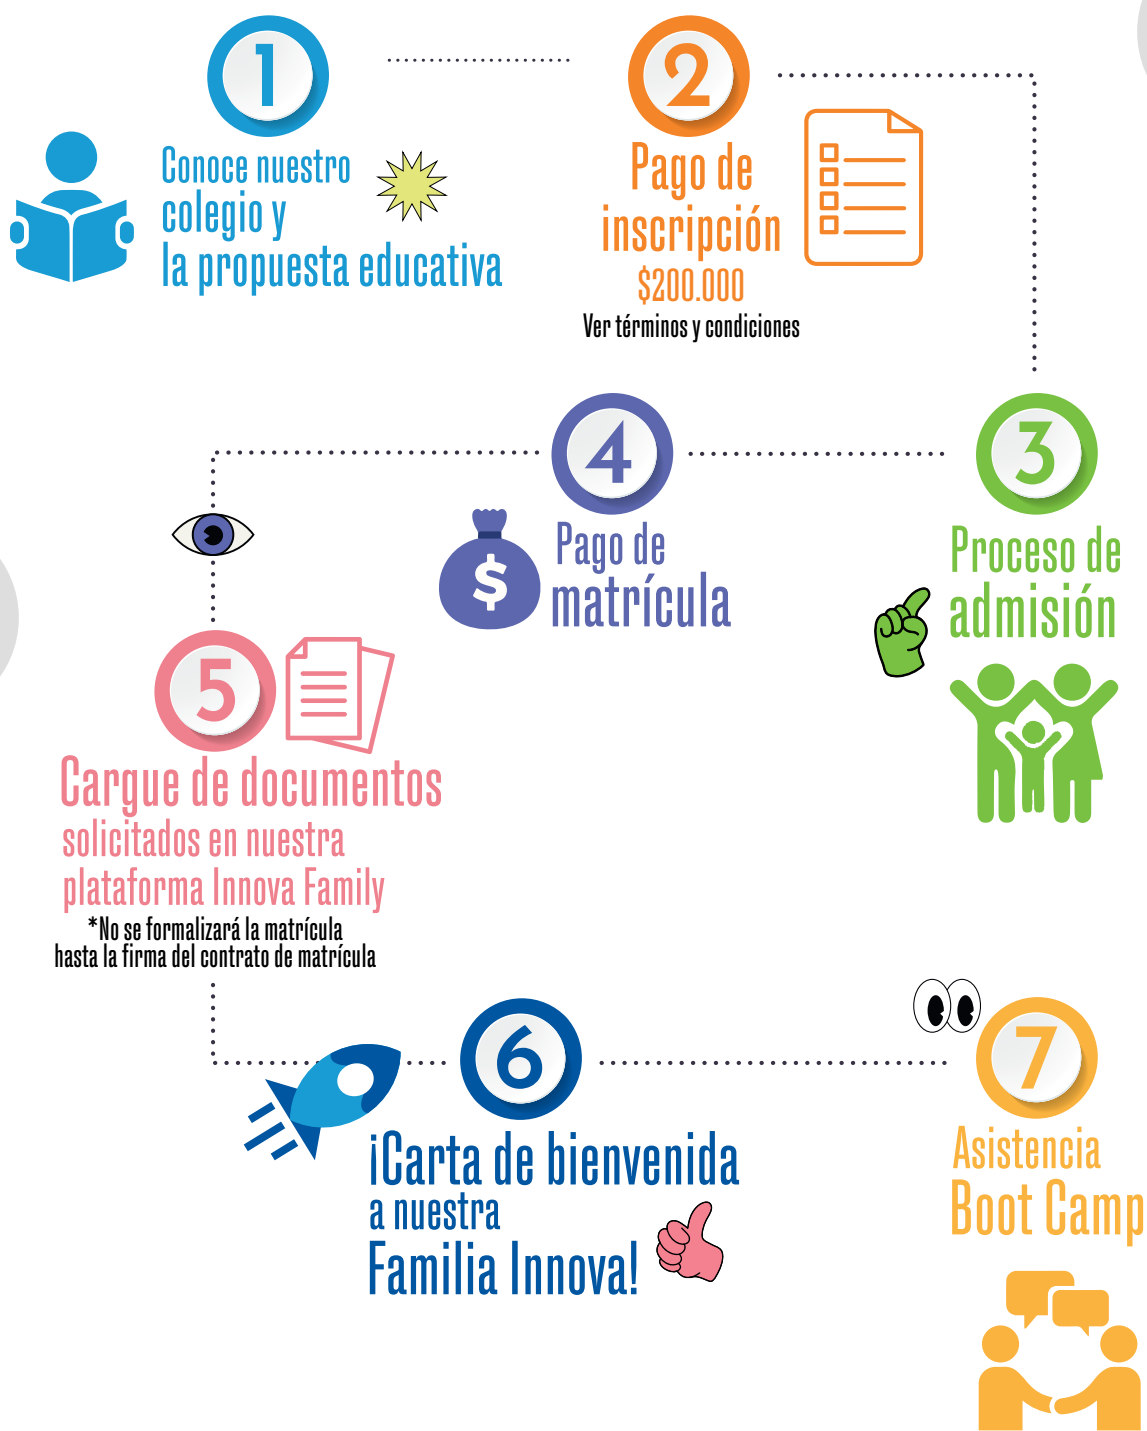 1
Conoce nuestro
colegio y
la propuesta educativa
2
Pago de
inscripción
$200.000
Ver términos y condiciones
3
Proceso de
admisión
4
Pago de
matrícula
$
5
Cargue de documentos
solicitados en nuestra
plataforma Innova Family
*No se formalizará la matrícula
hasta la firma del contrato de matrícula
6
¡Carta de bienvenida
a nuestra
Familia Innova!
7
Asistencia
Boot Camp